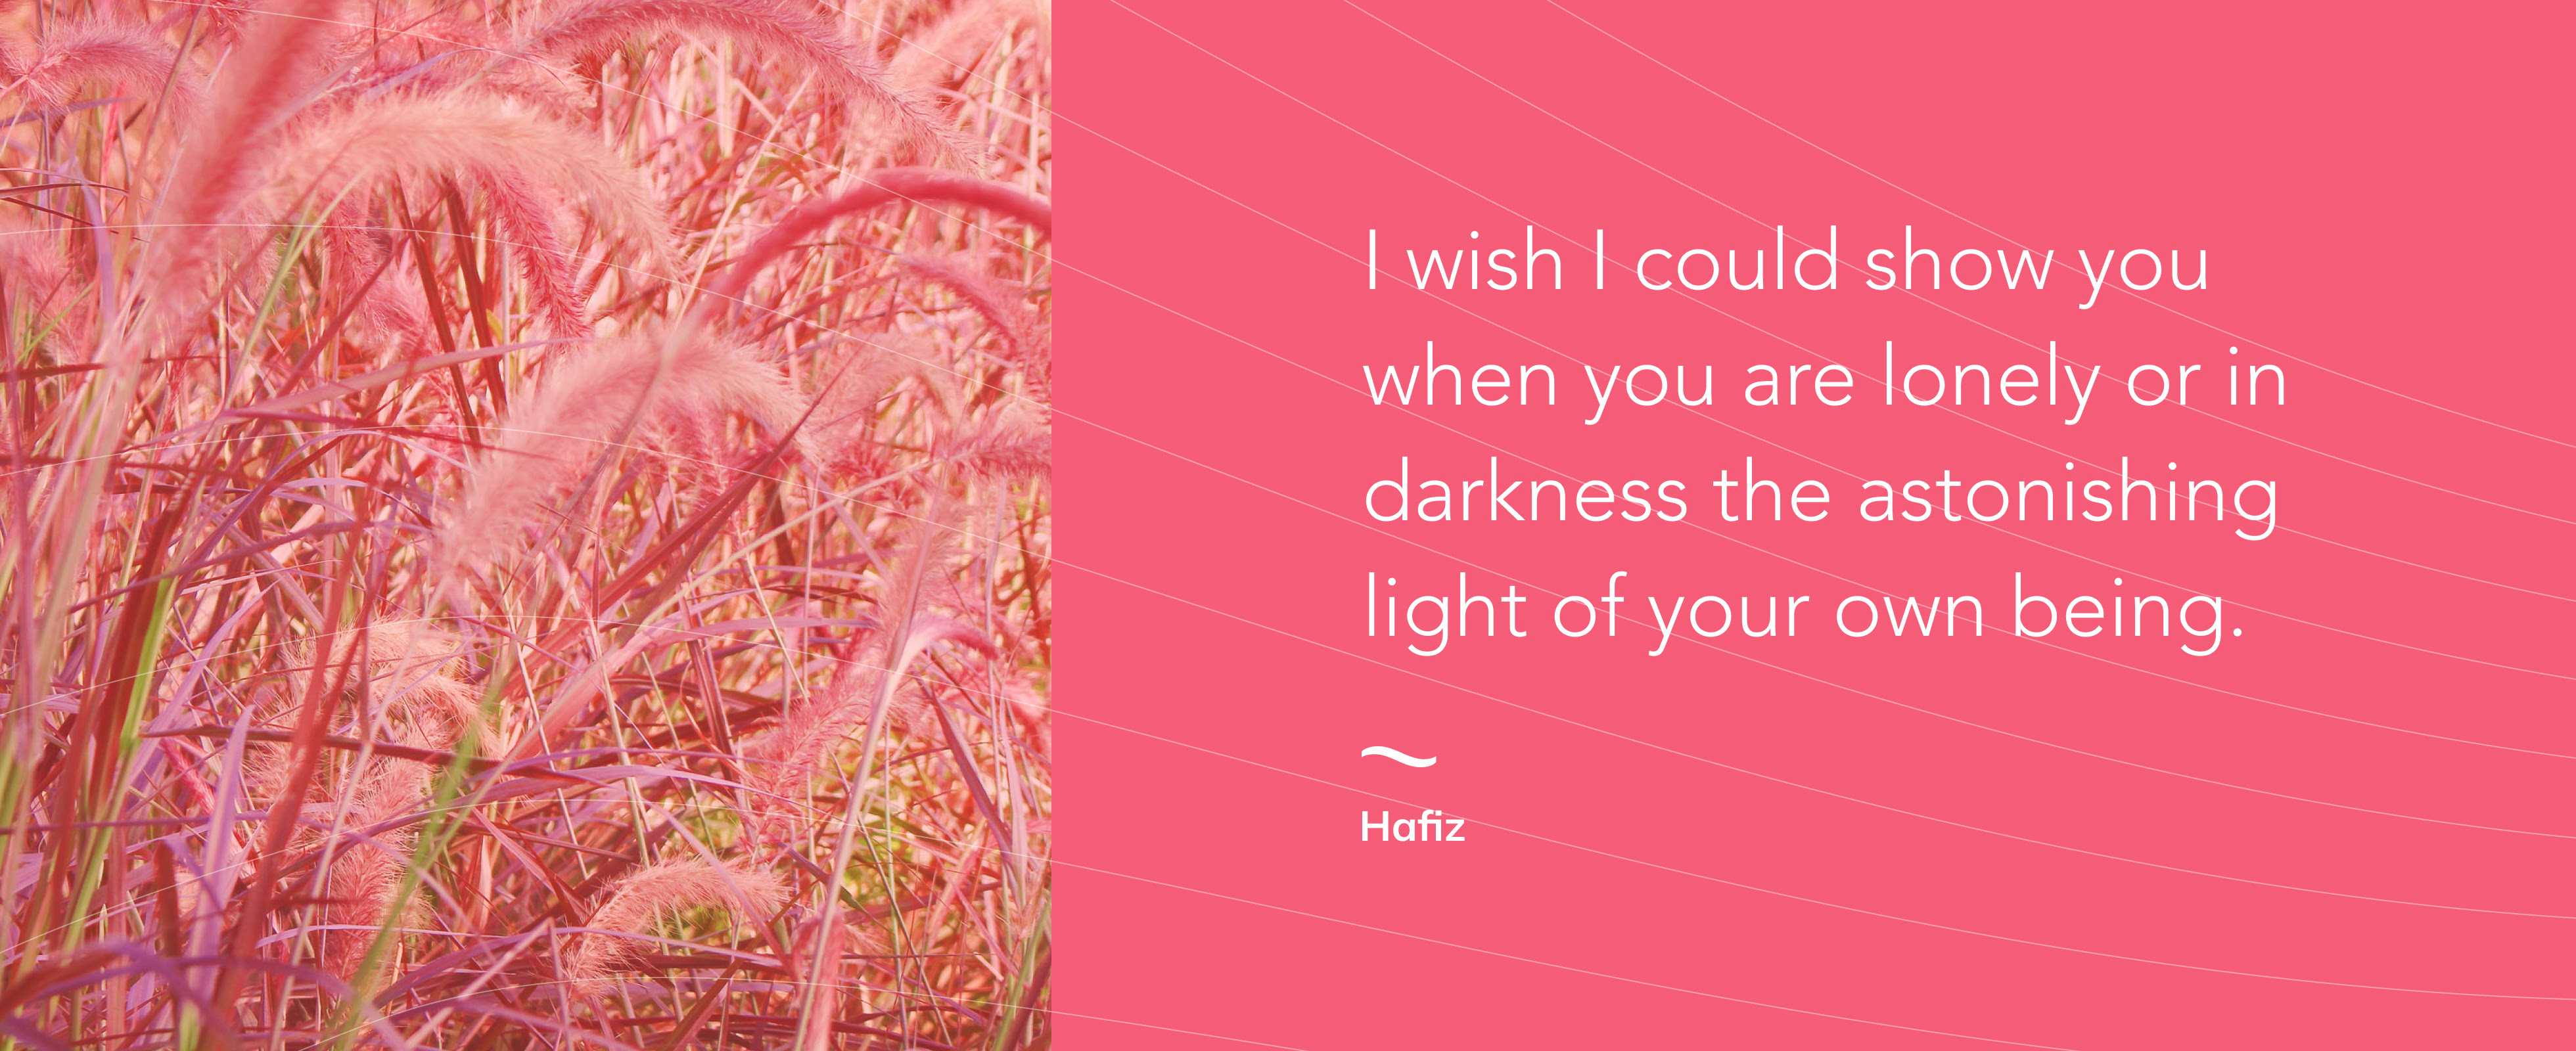 I wish I could show you
when you are lonely or in
darkness the astonishing
light of your own being.
~
Hafiz